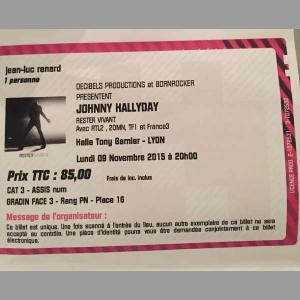 jean-luc renard
1 personne
DECIBELS PRODUCTIONS et BORNROCKER
PRESENTENT
JOHNNY HALLYDAY
RESTER VIVANT
Avec RTL2 , 20MN, TF1 et France3
Halle Tony Garnier - LYON
Lundi 09 Novembre 2015 à 20h00
RESTER VIVANT
Prix TTC : 85,00
Frais de loc. inclus
CAT 3 - ASSIS num
GRADIN FACE 3 - Rang PN - Place 16
Message de l'organisateur :
Ce billet est unique. Une fois scanné à l'entrée du lieu, aucun autre exemplaire de ce billet ne sera
accepté au contrôle. Une pièce d'identité pourra vous être demandée conjointement à ce billet
électronique.